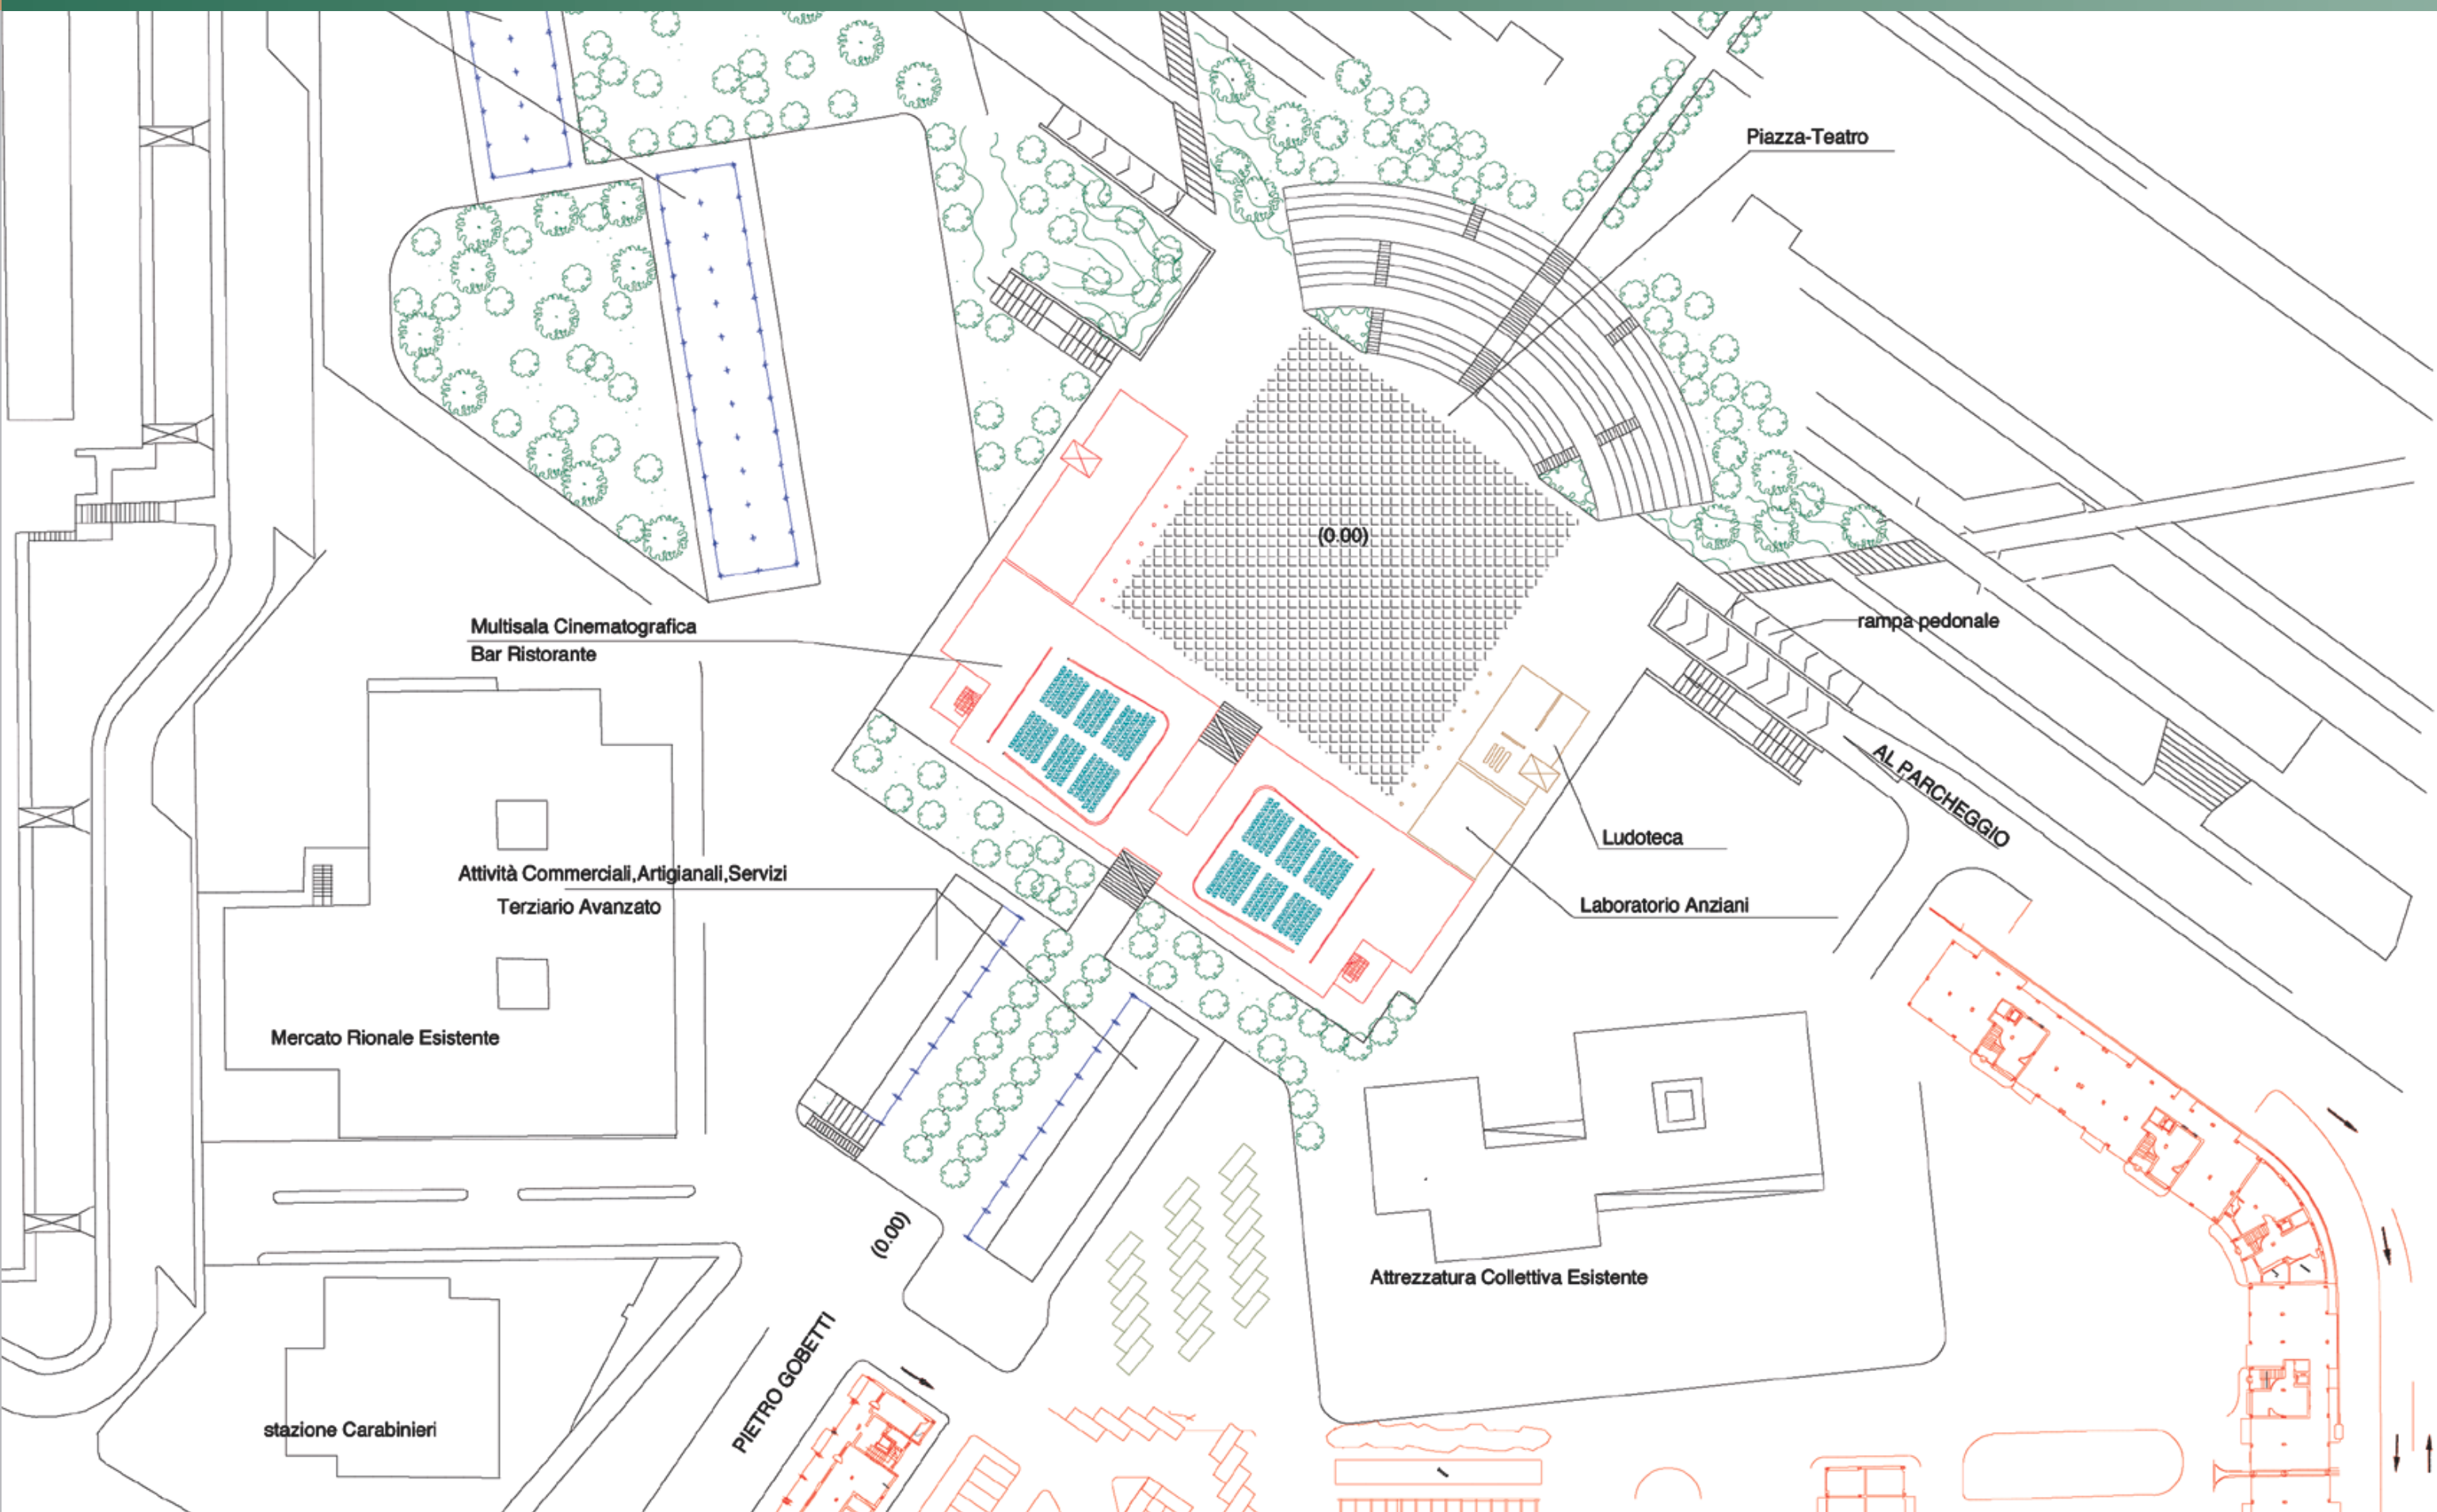 Piazza-Teatro
(0.00)
rampa pedonale
Multisala Cinematografica
Bar Ristorante
AL PARCHEGGIO
Ludoteca
Attività Commerciali,Artigianali,Servizi
Terziario Avanzato
Laboratorio Anziani
Mercato Rionale Esistente
(0.00)
Attrezzatura Collettiva Esistente
PIETRO GOBETTI
stazione Carabinieri